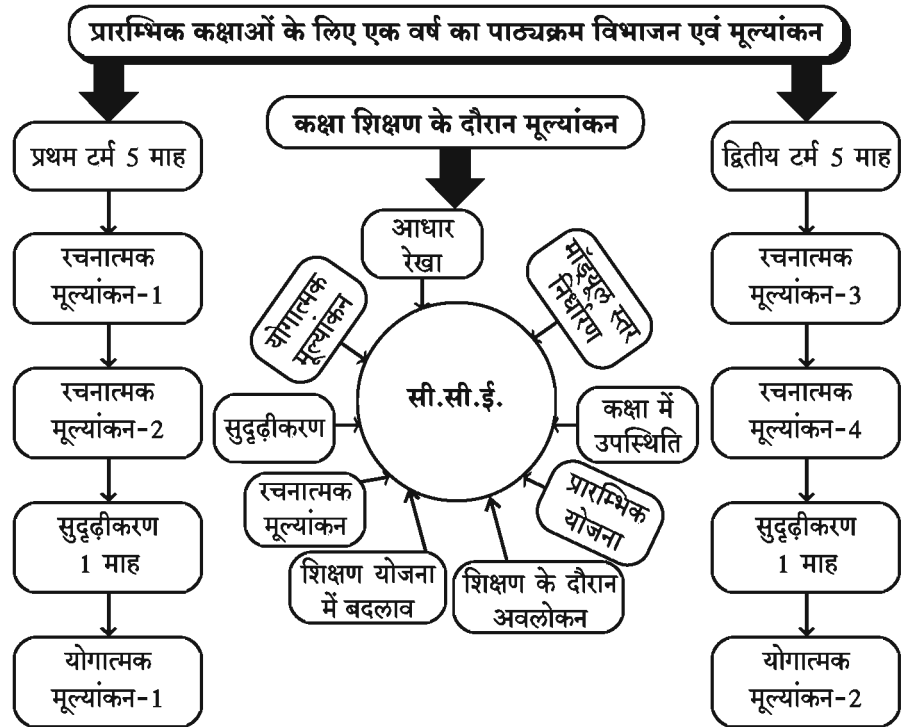 प्रारम्भिक कक्षाओं के लिए एक वर्ष का पाठ्यक्रम विभाजन एवं मूल्यांकन
प्रथम टर्म 5 माह
रचनात्मक
मूल्यांकन-1
रचनात्मक
मूल्यांकन-2
सुदृढ़ीकरण
1 माह
योगात्मक
मूल्यांकन-1
कक्षा शिक्षण के दौरान मूल्यांकन
आधार
रेखा
मॉड्यूल स्तर
निर्धारण
कक्षा में
उपस्थिति
प्रारम्भिक
योजना
शिक्षण के दौरान
अवलोकन
शिक्षण योजना
में बदलाव
रचनात्मक
मूल्यांकन
सुदृढ़ीकरण
योगात्मक
मूल्यांकन
सी.सी.ई.
द्वितीय टर्म 5 माह
रचनात्मक
मूल्यांकन-3
रचनात्मक
मूल्यांकन-4
सुदृढ़ीकरण
1 माह
योगात्मक
मूल्यांकन-2